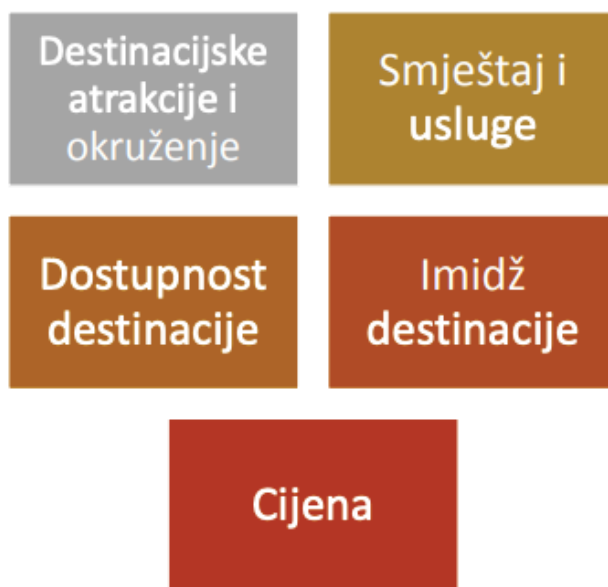 Destinacijske
atrakcije i
okruženje
Smještaj i
usluge
Dostupnost
destinacije
Imidž
destinacije
Cijena